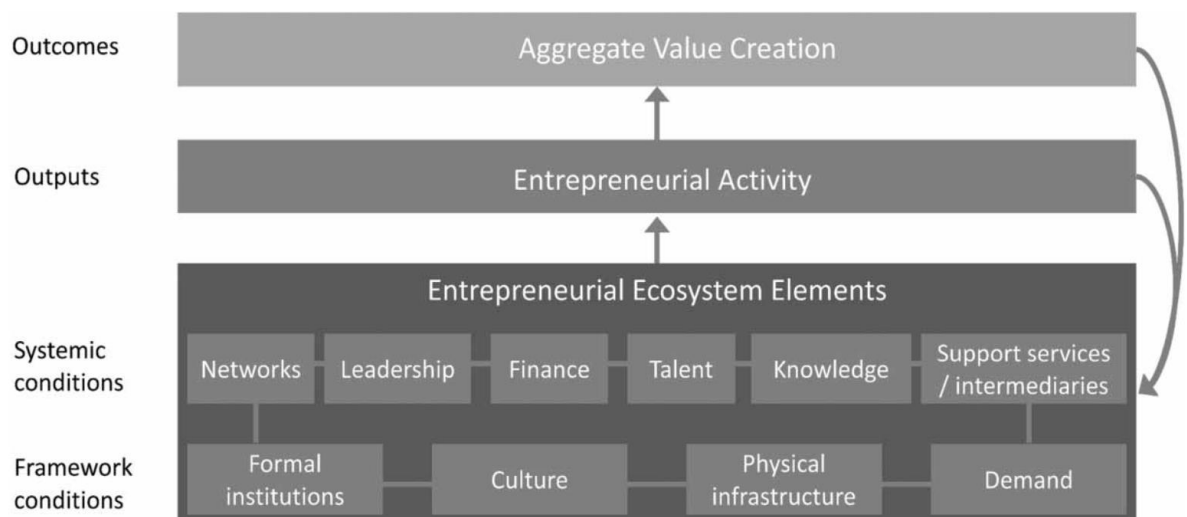 Outcomes
Aggregate Value Creation
Outputs
Entrepreneurial Activity
Entrepreneurial Ecosystem Elements
Systemic
conditions
Networks
Leadership
Finance
Talent
Knowledge
Support services
/ intermediaries
Framework
conditions
Formal
institutions
Culture
Physical
infrastructure
Demand